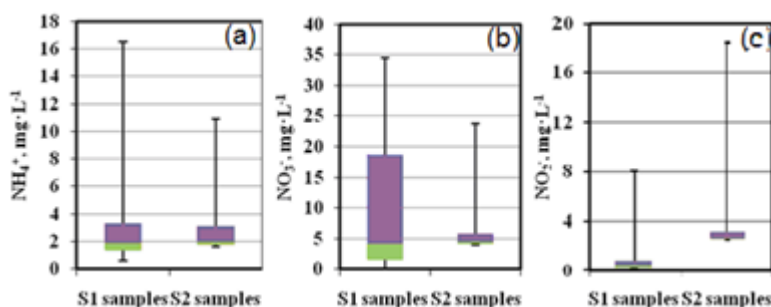 (a)
NH₄⁺, mg·L⁻¹
18
16
14
12
10
8
6
4
2
0
S1 samples S2 samples
(b)
NO₃⁻, mg·L⁻¹
40
35
30
25
20
15
10
5
0
S1 samples S2 samples
(c)
NO₂⁻, mg·L⁻¹
20
16
12
8
4
0
S1 samples S2 samples